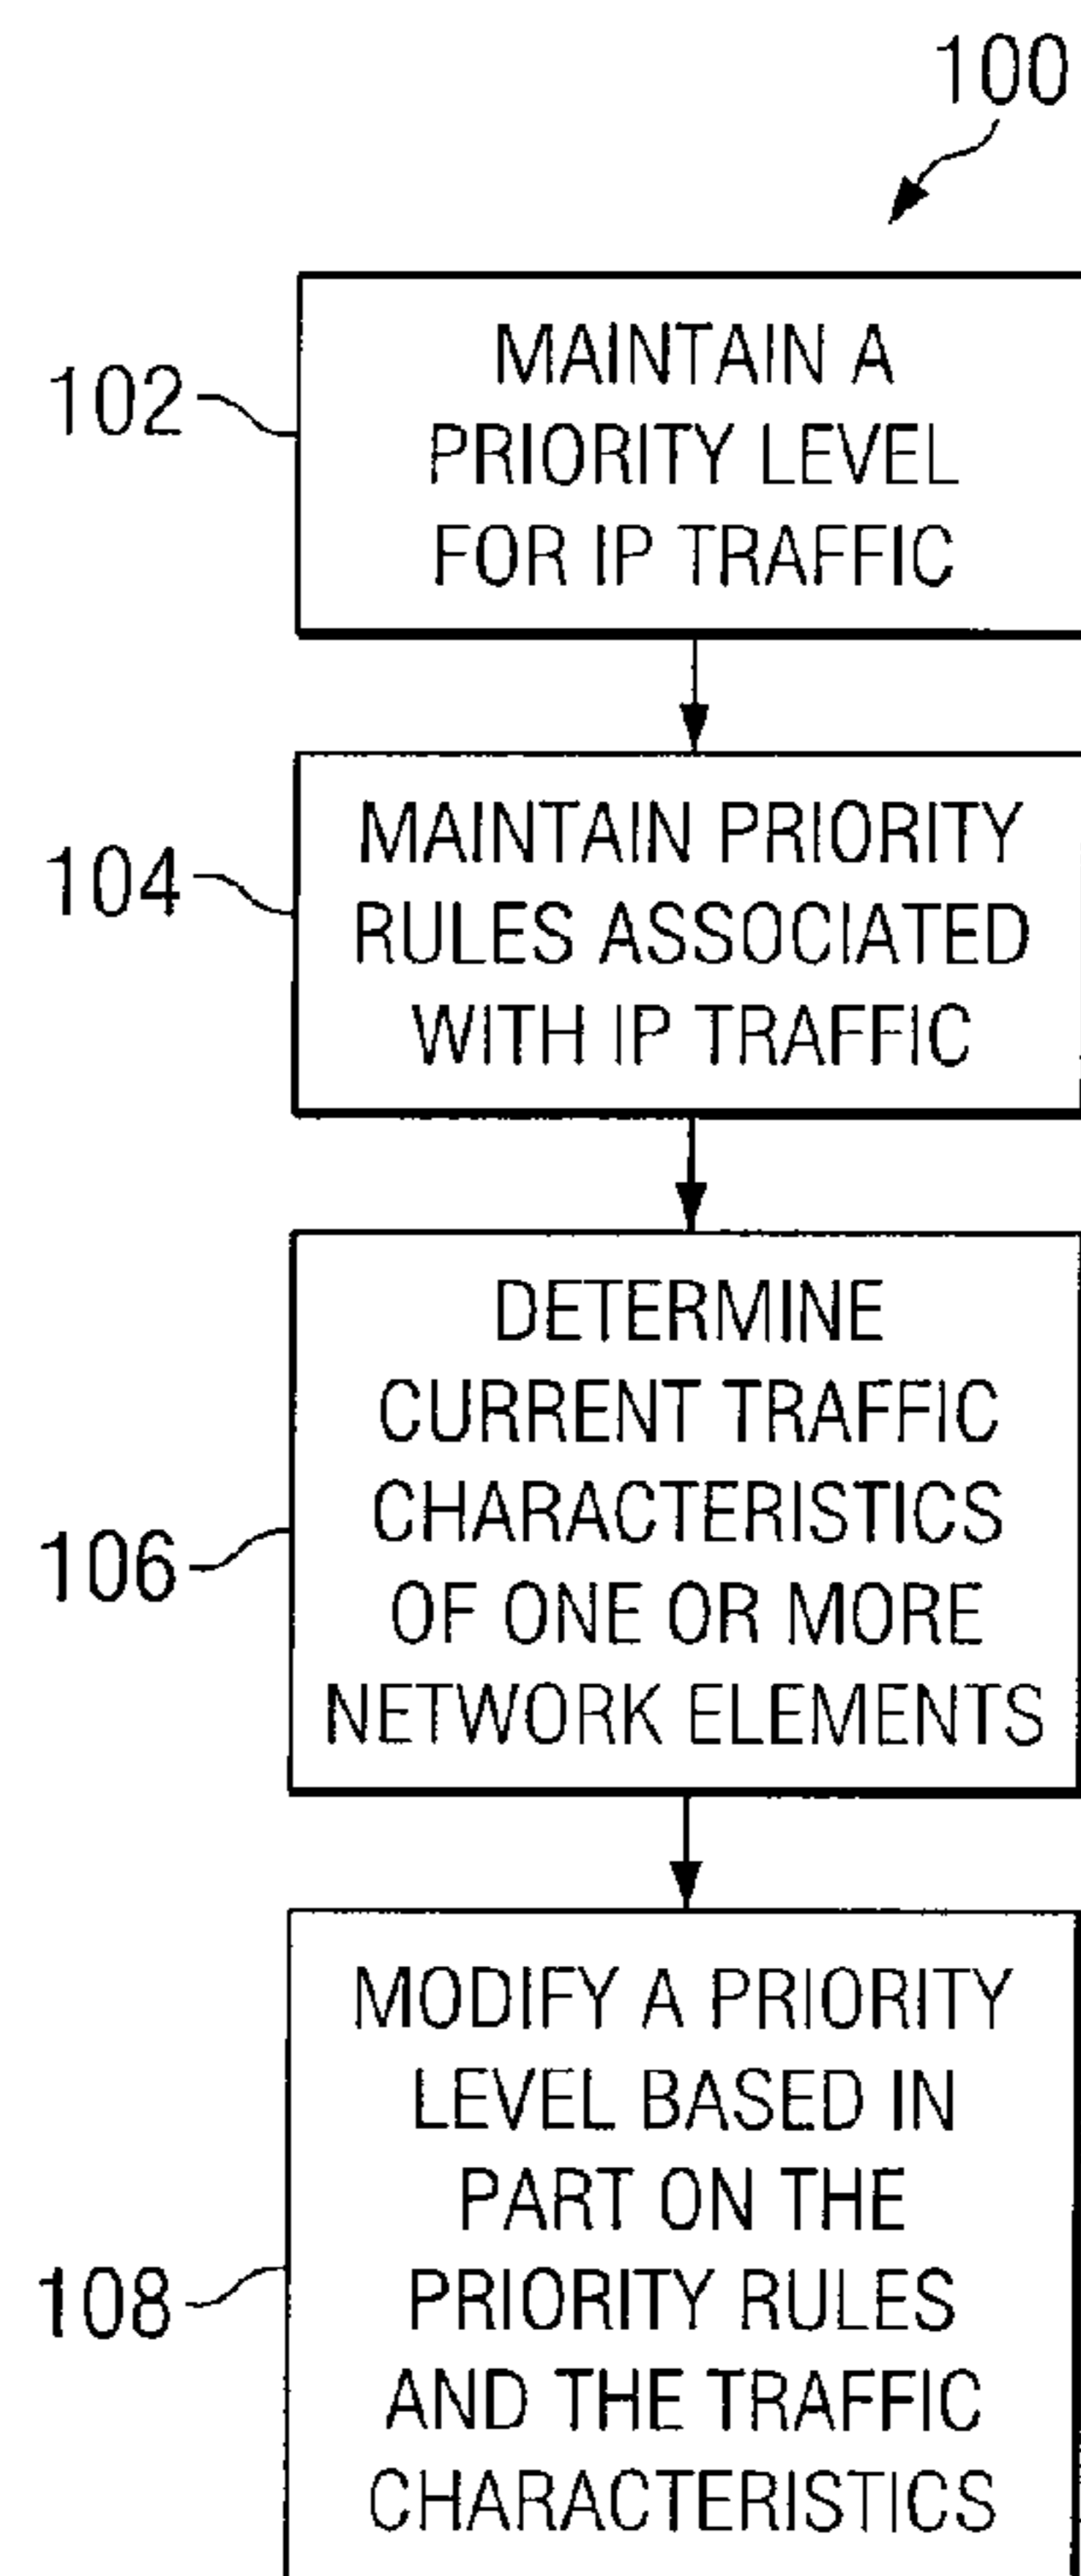 100
102
MAINTAIN A
PRIORITY LEVEL
FOR IP TRAFFIC
104
MAINTAIN PRIORITY
RULES ASSOCIATED
WITH IP TRAFFIC
106
DETERMINE
CURRENT TRAFFIC
CHARACTERISTICS
OF ONE OR MORE
NETWORK ELEMENTS
108
MODIFY A PRIORITY
LEVEL BASED IN
PART ON THE
PRIORITY RULES
AND THE TRAFFIC
CHARACTERISTICS